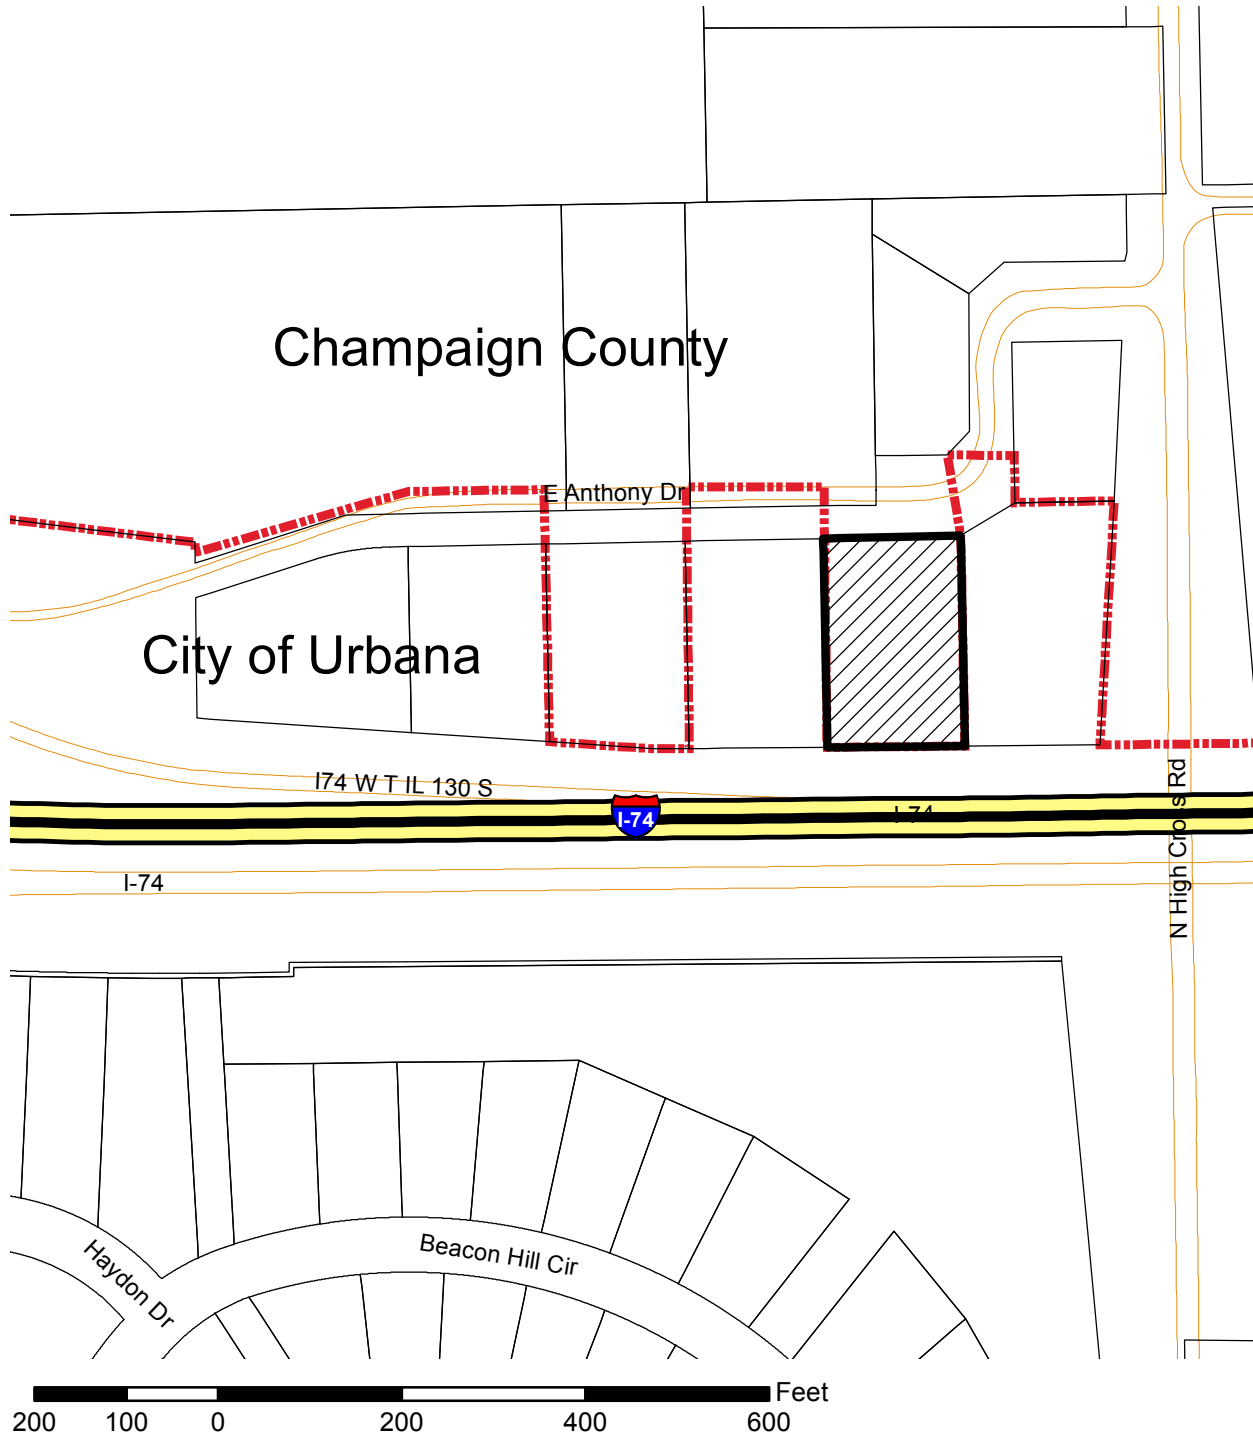 Champaign County
E Anthony Dr
City of Urbana
I74 W T IL 130 S
I-74
I-74
I-74
N High Cross Rd
Haydon Dr
Beacon Hill Cir
Feet
200 100 0 200 400 600